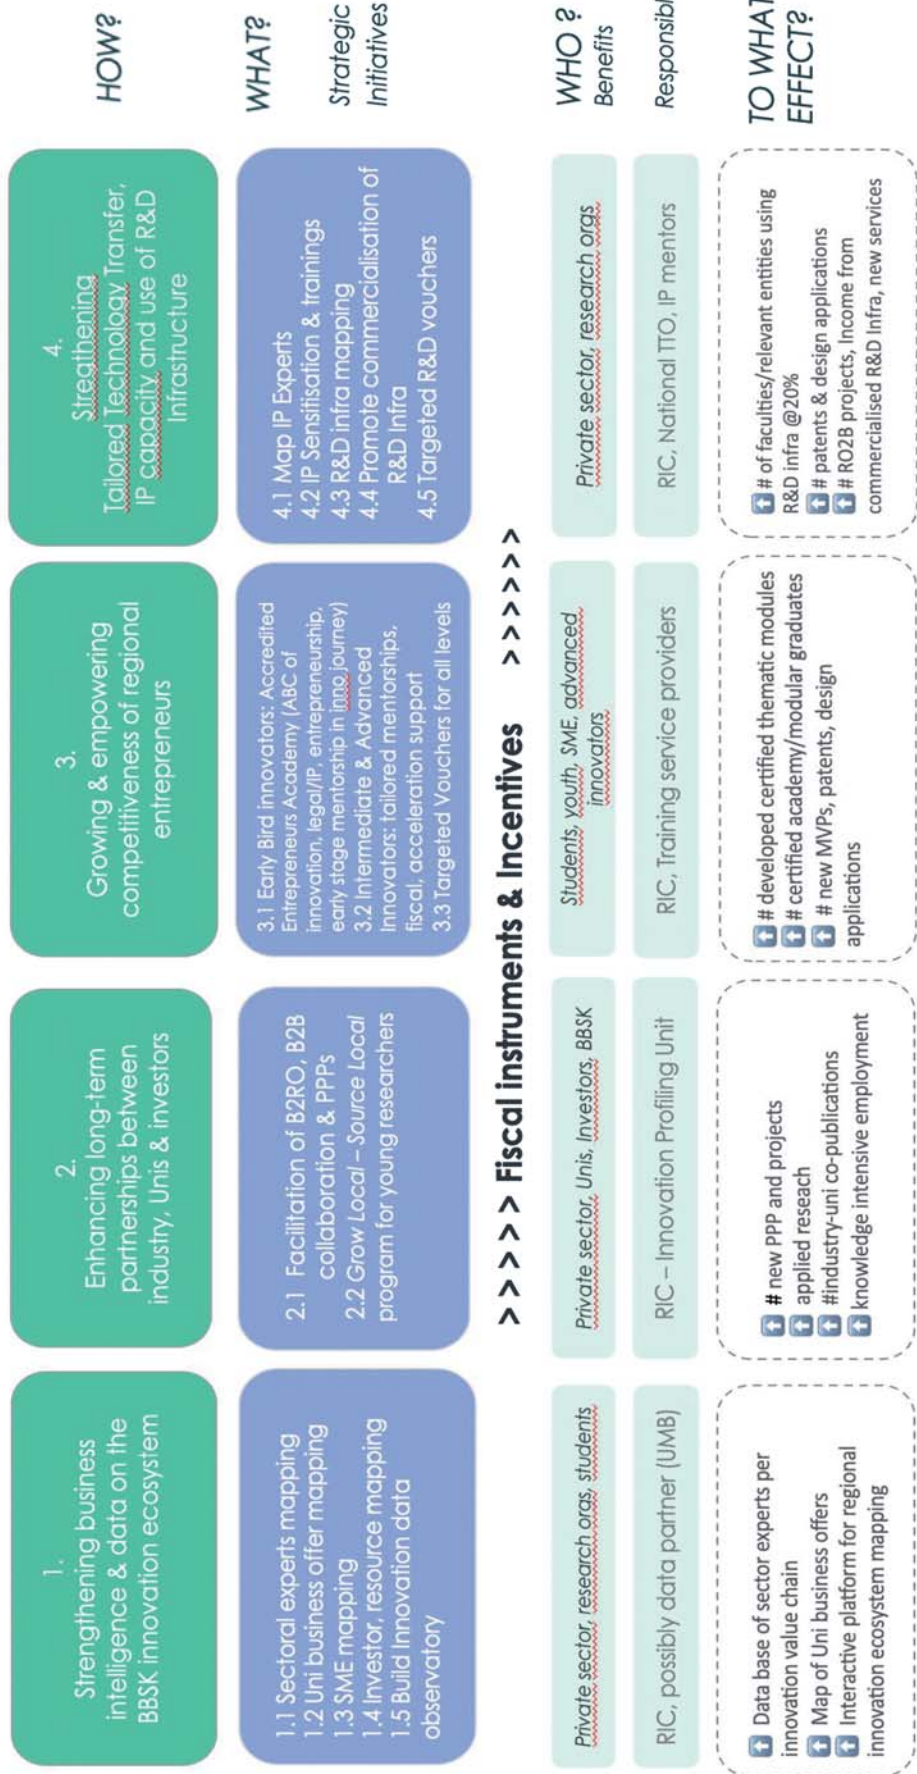 1.
Strengthening business
intelligence & data on the
BBSK innovation ecosystem
2.
Enhancing long-term
partnerships between
industry, Unis & investors
3.
Growing & empowering
competitiveness of regional
entrepreneurs
4.
Streathening
Tailored Technology Transfer,
IP capacity and use of R&D
Infrastructure
HOW?
1.1 Sectoral experts mapping
1.2 Uni business offer mapping
1.3 SME mapping
1.4 Investor, resource mapping
1.5 Build Innovation data
observatory
2.1 Facilitation of B2RO, B2B
collaboration & PPPs
2.2 Grow Local – Source Local
program for young researchers
3.1 Early Bird innovators: Accredited
Entrepreneurs Academy (ABC of
innovation, legal/IP, entrepreneurship,
early stage mentorship in inno journey)
3.2 Intermediate & Advanced
Innovators: tailored mentorships,
fiscal, acceleration support
3.3 Targeted Vouchers for all levels
4.1 Map IP Experts
4.2 IP Sensitisation & trainings
4.3 R&D infra mapping
4.4 Promote commercialisation of
R&D Infra
4.5 Targeted R&D vouchers
WHAT?
Strategic
Initiatives
> > > > > Fiscal instruments & Incentives > > > > > >
Private sector, research orgs, students
Private sector, Unis, Investors, BBSK
Students, youth, SME, advanced
innovators
Private sector, research orgs
WHO ?
Benefits
RIC, possibly data partner (UMB)
RIC – Innovation Profiling Unit
RIC, Training service providers
RIC, National TTO, IP mentors
Responsibl
⬆ Data base of sector experts per
innovation value chain
⬆ Map of Uni business offers
⬆ Interactive platform for regional
innovation ecosystem mapping
⬆ # new PPP and projects
⬆ applied reseach
⬆ #industry-uni co-publications
⬆ knowledge intensive employment
⬆ # developed certified thematic modules
⬆ # certified academy/modular graduates
⬆ # new MVPs, patents, design
applications
⬆ # of faculties/relevant entities using
R&D infra @20%
⬆ # patents & design applications
⬆ # RO2B projects, Income from
commercialised R&D Infra, new services
TO WHAT
EFFECT?